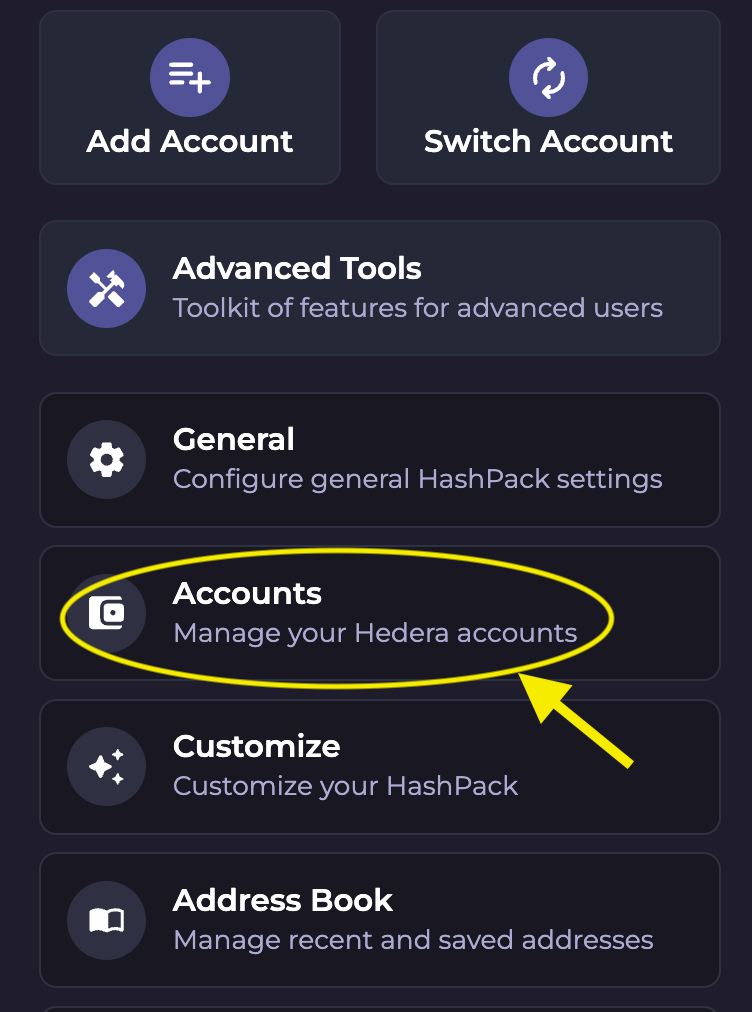 Add Account
Switch Account
Advanced Tools
Toolkit of features for advanced users
General
Configure general HashPack settings
Accounts
Manage your Hedera accounts
Customize
Customize your HashPack
Address Book
Manage recent and saved addresses